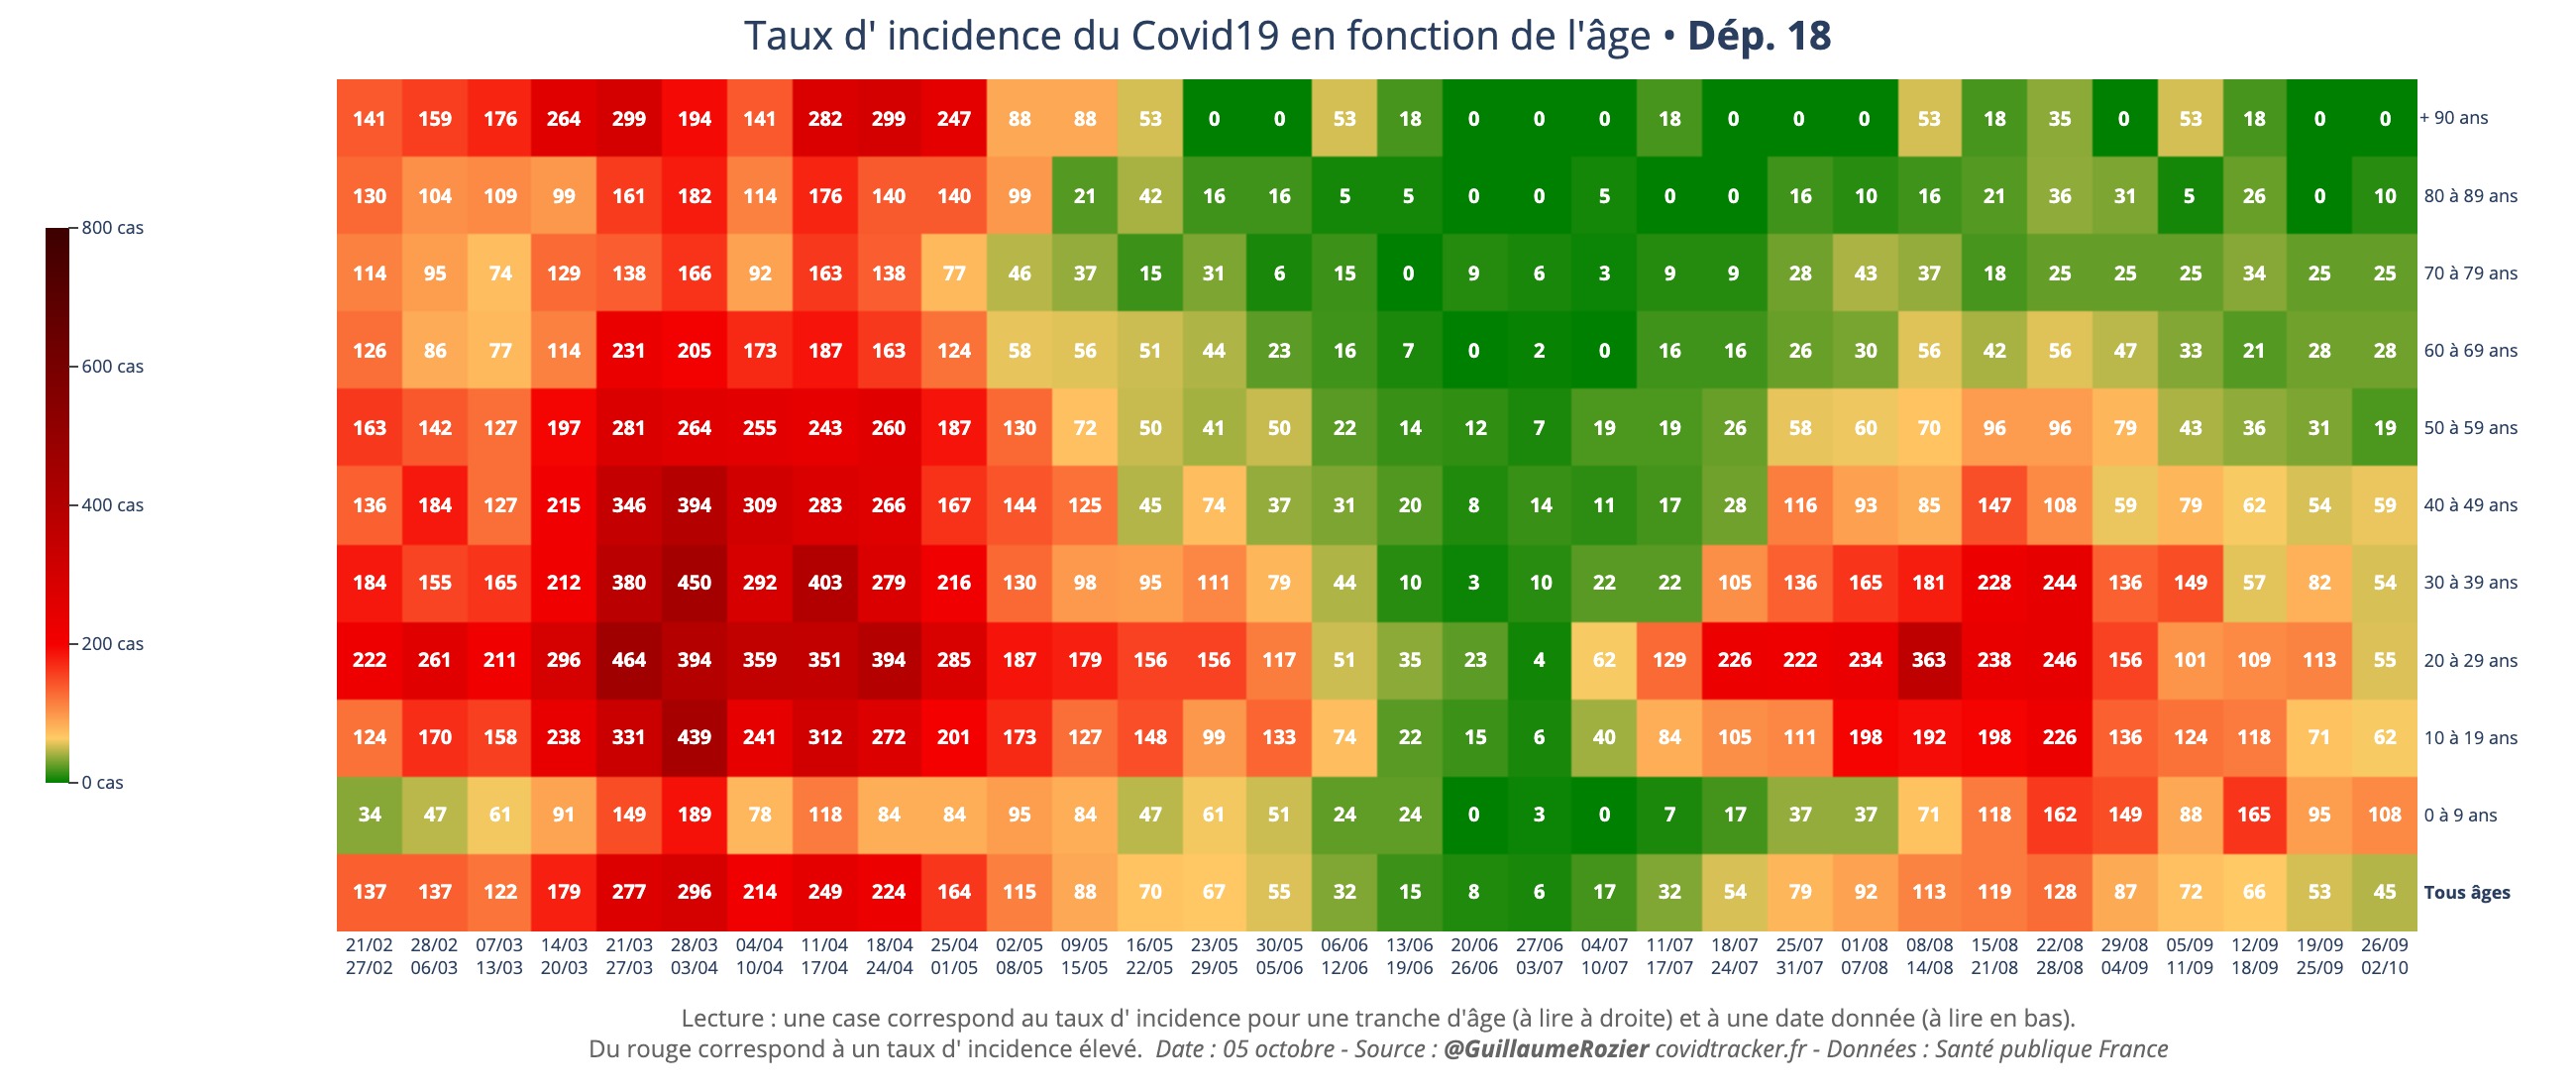 Taux d' incidence du Covid19 en fonction de l'âge • Dép. 18
800 cas
600 cas
400 cas
200 cas
0 cas
141 159 176 264 299 194 141 282 299 247 88 88 53 0 0 53 18 0 0 0 18 0 0 0 53 18 35 0 53 18 0 0 + 90 ans
130 104 109 99 161 182 114 176 140 140 99 21 42 16 16 5 5 0 0 5 0 0 16 10 16 21 36 31 5 26 0 10 80 à 89 ans
114 95 74 129 138 166 92 163 138 77 46 37 15 31 6 15 0 9 6 3 9 9 28 43 37 18 25 25 25 34 25 25 70 à 79 ans
126 86 77 114 231 205 173 187 163 124 58 56 51 44 23 16 7 0 2 0 16 16 26 30 56 42 56 47 33 21 28 28 60 à 69 ans
163 142 127 197 281 264 255 243 260 187 130 72 50 41 50 22 14 12 7 19 19 26 58 60 70 96 96 79 43 36 31 19 50 à 59 ans
136 184 127 215 346 394 309 283 266 167 144 125 45 74 37 31 20 8 14 11 17 28 116 93 85 147 108 59 79 62 54 59 40 à 49 ans
184 155 165 212 380 450 292 403 279 216 130 98 95 111 79 44 10 3 10 22 22 105 136 165 181 228 244 136 149 57 82 54 30 à 39 ans
222 261 211 296 464 394 359 351 394 285 187 179 156 156 117 51 35 23 4 62 129 226 222 234 363 238 246 156 101 109 113 55 20 à 29 ans
124 170 158 238 331 439 241 312 272 201 173 127 148 99 133 74 22 15 6 40 84 105 111 198 192 198 226 136 124 118 71 62 10 à 19 ans
34 47 61 91 149 189 78 118 84 84 95 84 47 61 51 24 24 0 3 0 7 17 37 37 71 118 162 149 88 165 95 108 0 à 9 ans
137 137 122 179 277 296 214 249 224 164 115 88 70 67 55 32 15 8 6 17 32 54 79 92 113 119 128 87 72 66 53 45 Tous âges
21/02 28/02 07/03 14/03 21/03 28/03 04/04 11/04 18/04 25/04 02/05 09/05 16/05 23/05 30/05 06/06 13/06 20/06 27/06 04/07 11/07 18/07 25/07 01/08 08/08 15/08 22/08 29/08 05/09 12/09 19/09 26/09
27/02 06/03 13/03 20/03 27/03 03/04 10/04 17/04 24/04 01/05 08/05 15/05 22/05 29/05 05/06 12/06 19/06 26/06 03/07 10/07 17/07 24/07 31/07 07/08 14/08 21/08 28/08 04/09 11/09 18/09 25/09 02/10
Lecture : une case correspond au taux d' incidence pour une tranche d'âge (à lire à droite) et à une date donnée (à lire en bas).
Du rouge correspond à un taux d' incidence élevé. Date : 05 octobre - Source : @GuillaumeRozier covidtracker.fr - Données : Santé publique France